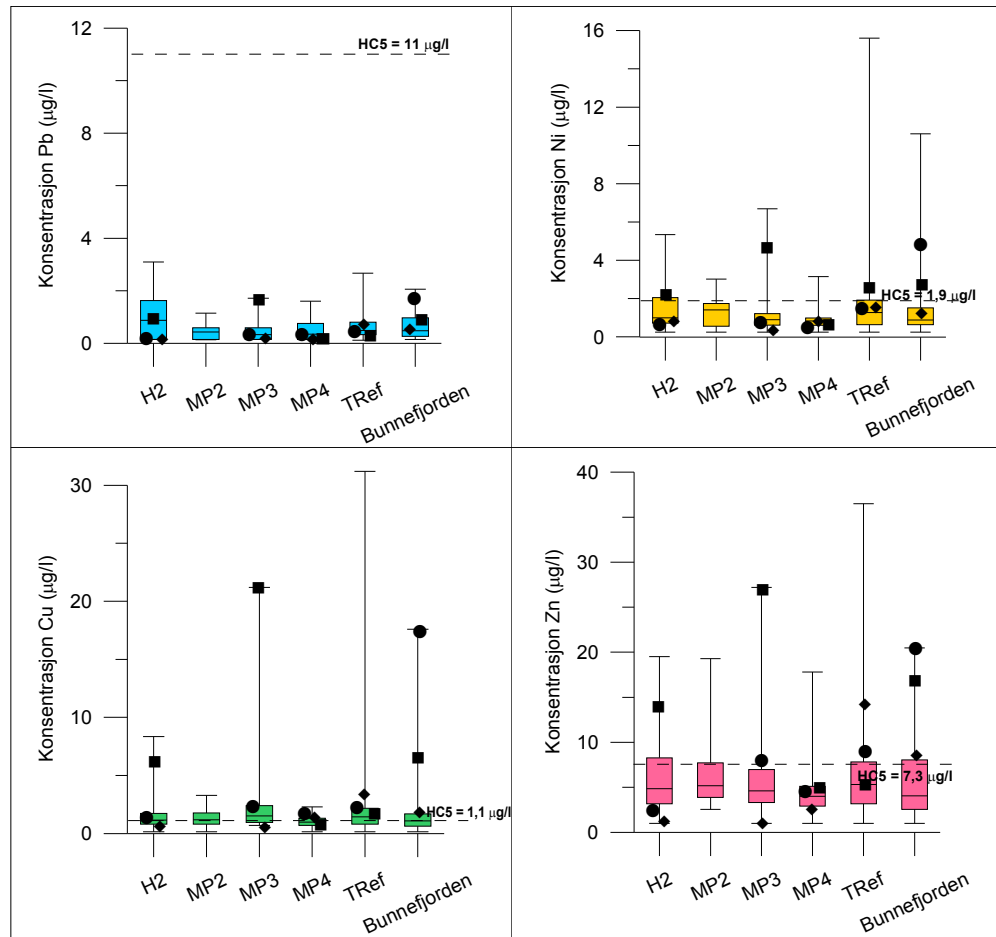 Konsentrasjon Pb (µg/l)
12
8
4
0
HC5 = 11 µg/l
H2
MP2
MP3
MP4
TRef
Bunnefjorden
Konsentrasjon Ni (µg/l)
16
12
8
4
0
HC5 = 1,9 µg/l
H2
MP2
MP3
MP4
TRef
Bunnefjorden
Konsentrasjon Cu (µg/l)
30
20
10
0
HC5 = 1,1 µg/l
H2
MP2
MP3
MP4
TRef
Bunnefjorden
Konsentrasjon Zn (µg/l)
40
30
20
10
0
HC5 = 7,3 µg/l
H2
MP2
MP3
MP4
TRef
Bunnefjorden